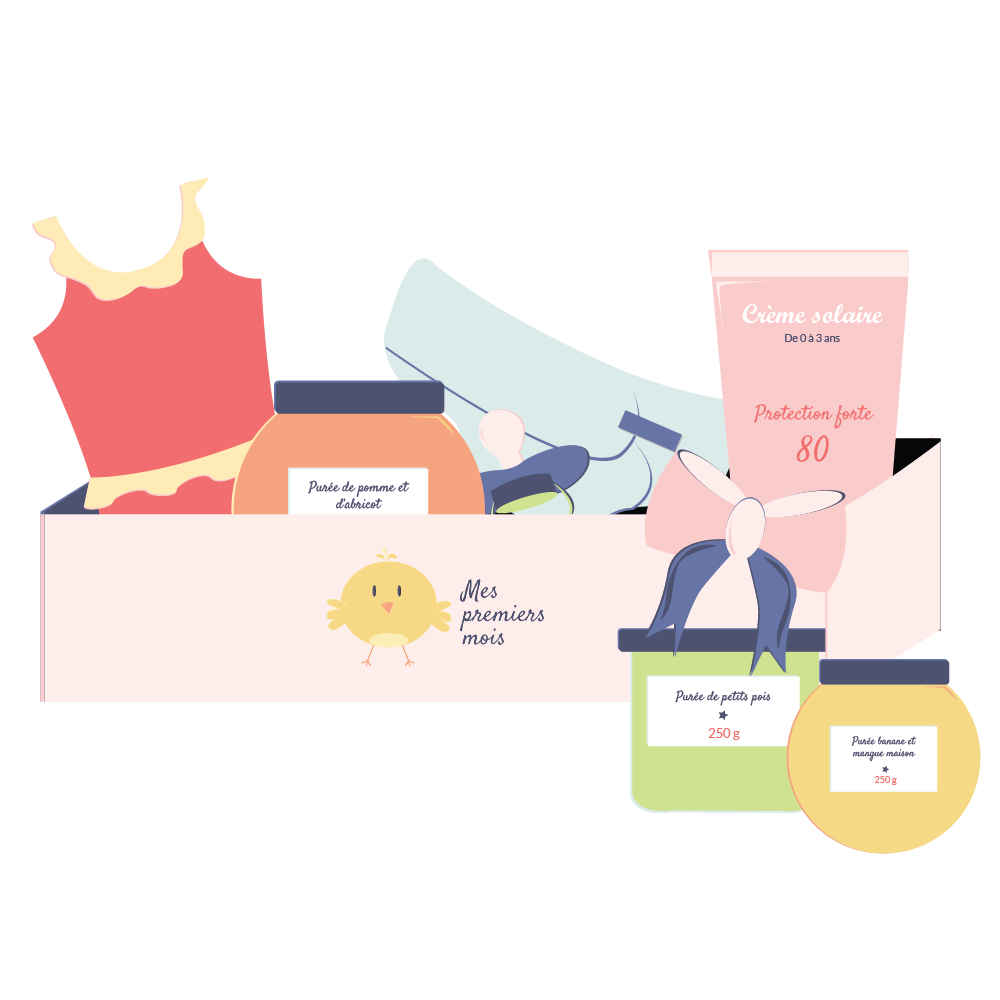 Crème solaire
De 0 à 3 ans
Protection forte
80
Purée de pomme et
d'abricot
Mes
premiers
mois
Purée de petits pois
250 g
Purée banane et
mangue maison
250 g